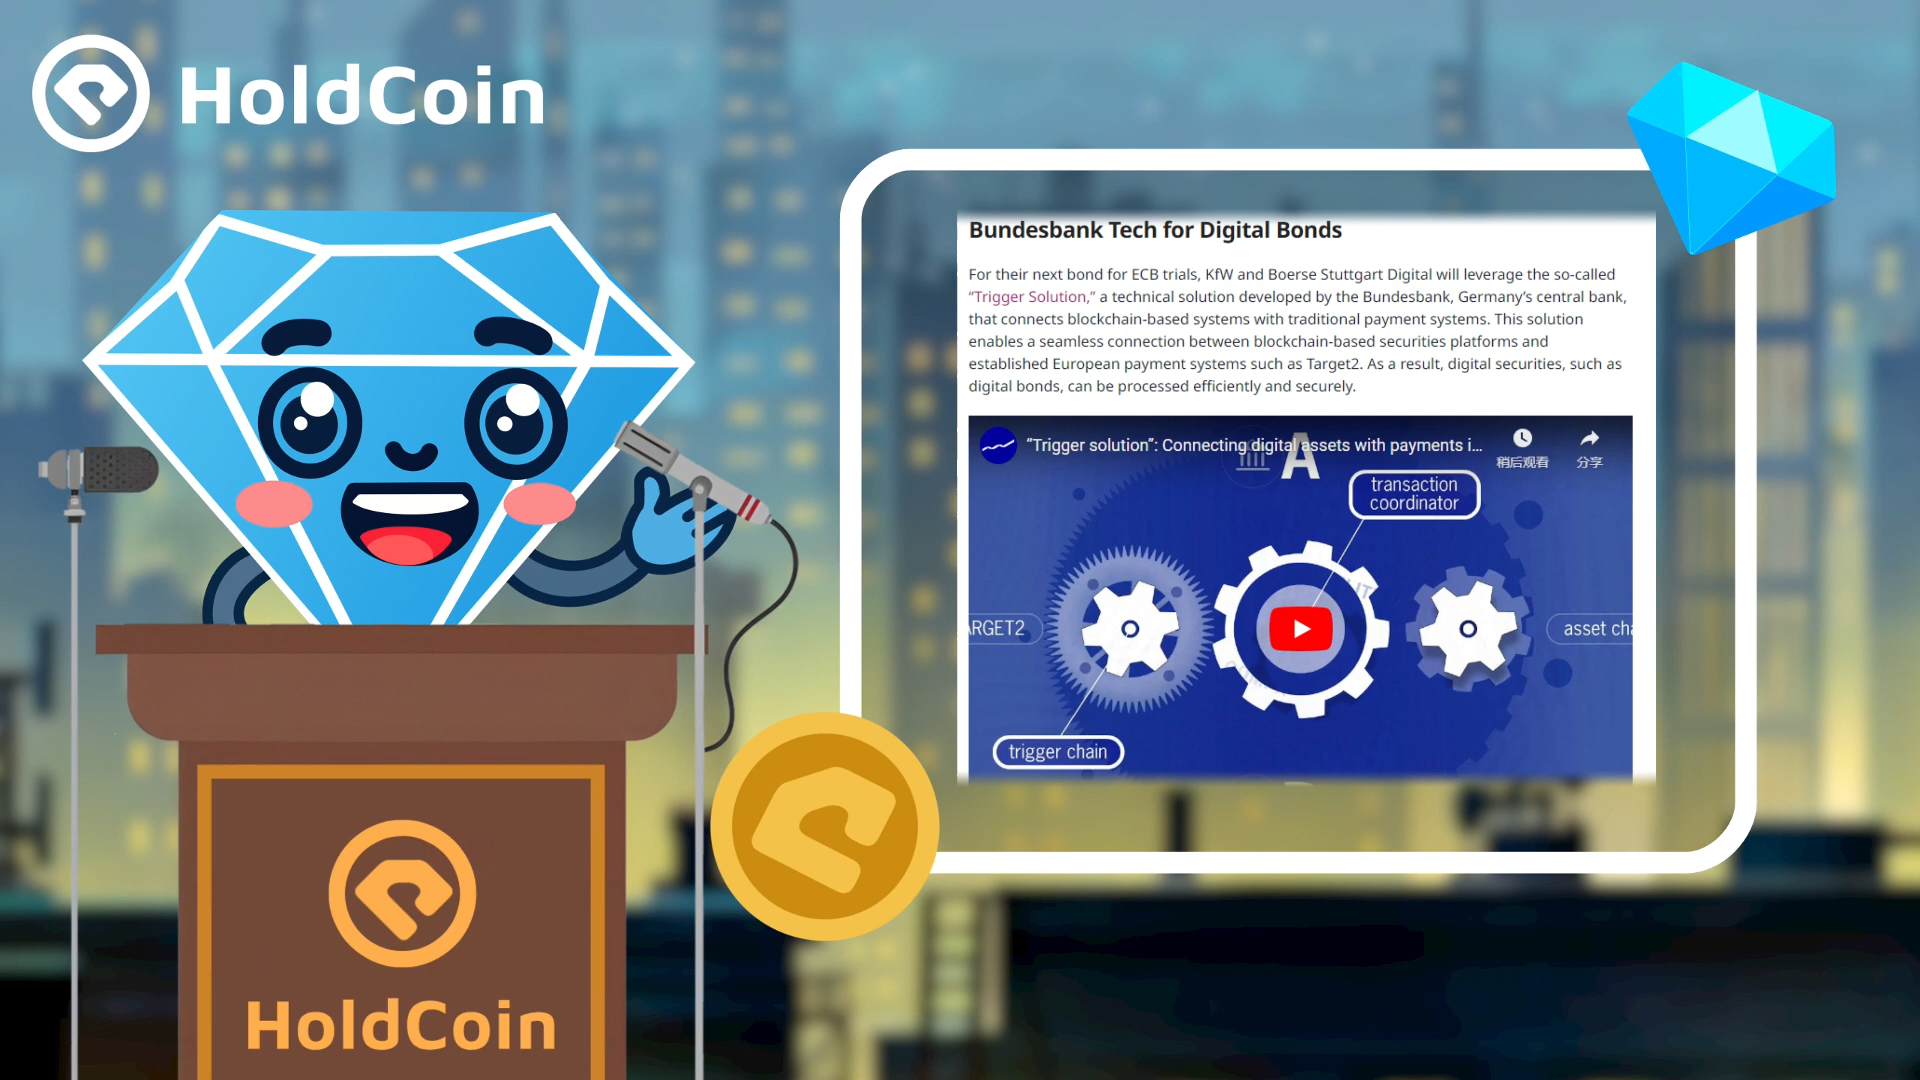 HoldCoin
Bundesbank Tech for Digital Bonds
For their next bond for ECB trials, KfW and Boerse Stuttgart Digital will leverage the so-called
“Trigger Solution,” a technical solution developed by the Bundesbank, Germany’s central bank,
that connects blockchain-based systems with traditional payment systems. This solution
enables a seamless connection between blockchain-based securities platforms and
established European payment systems such as Target2. As a result, digital securities, such as
digital bonds, can be processed efficiently and securely.
“Trigger solution”: Connecting digital assets with payments i...
稍后观看
分享
A
transaction
coordinator
ARGET2
asset cha
trigger chain
HoldCoin